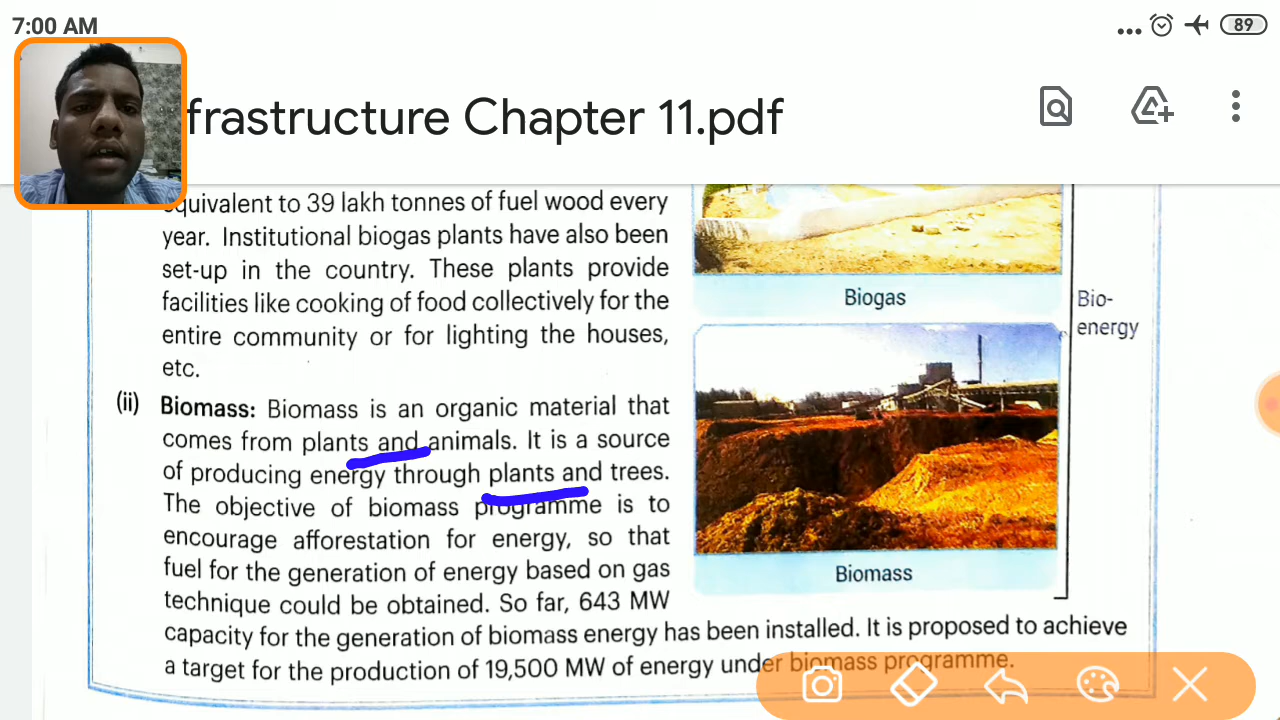 7:00 AM
89
frastructure Chapter 11.pdf
equivalent to 39 lakh tonnes of fuel wood every
year. Institutional biogas plants have also been
set-up in the country. These plants provide
facilities like cooking of food collectively for the
entire community or for lighting the houses,
etc.
Biogas
Bio-
energy
(ii) Biomass: Biomass is an organic material that
comes from plants and animals. It is a source
of producing energy through plants and trees.
The objective of biomass programme is to
encourage afforestation for energy, so that
fuel for the generation of energy based on gas
technique could be obtained. So far, 643 MW
capacity for the generation of biomass energy has been installed. It is proposed to achieve
a target for the production of 19,500 MW of energy under biomass programme.
Biomass